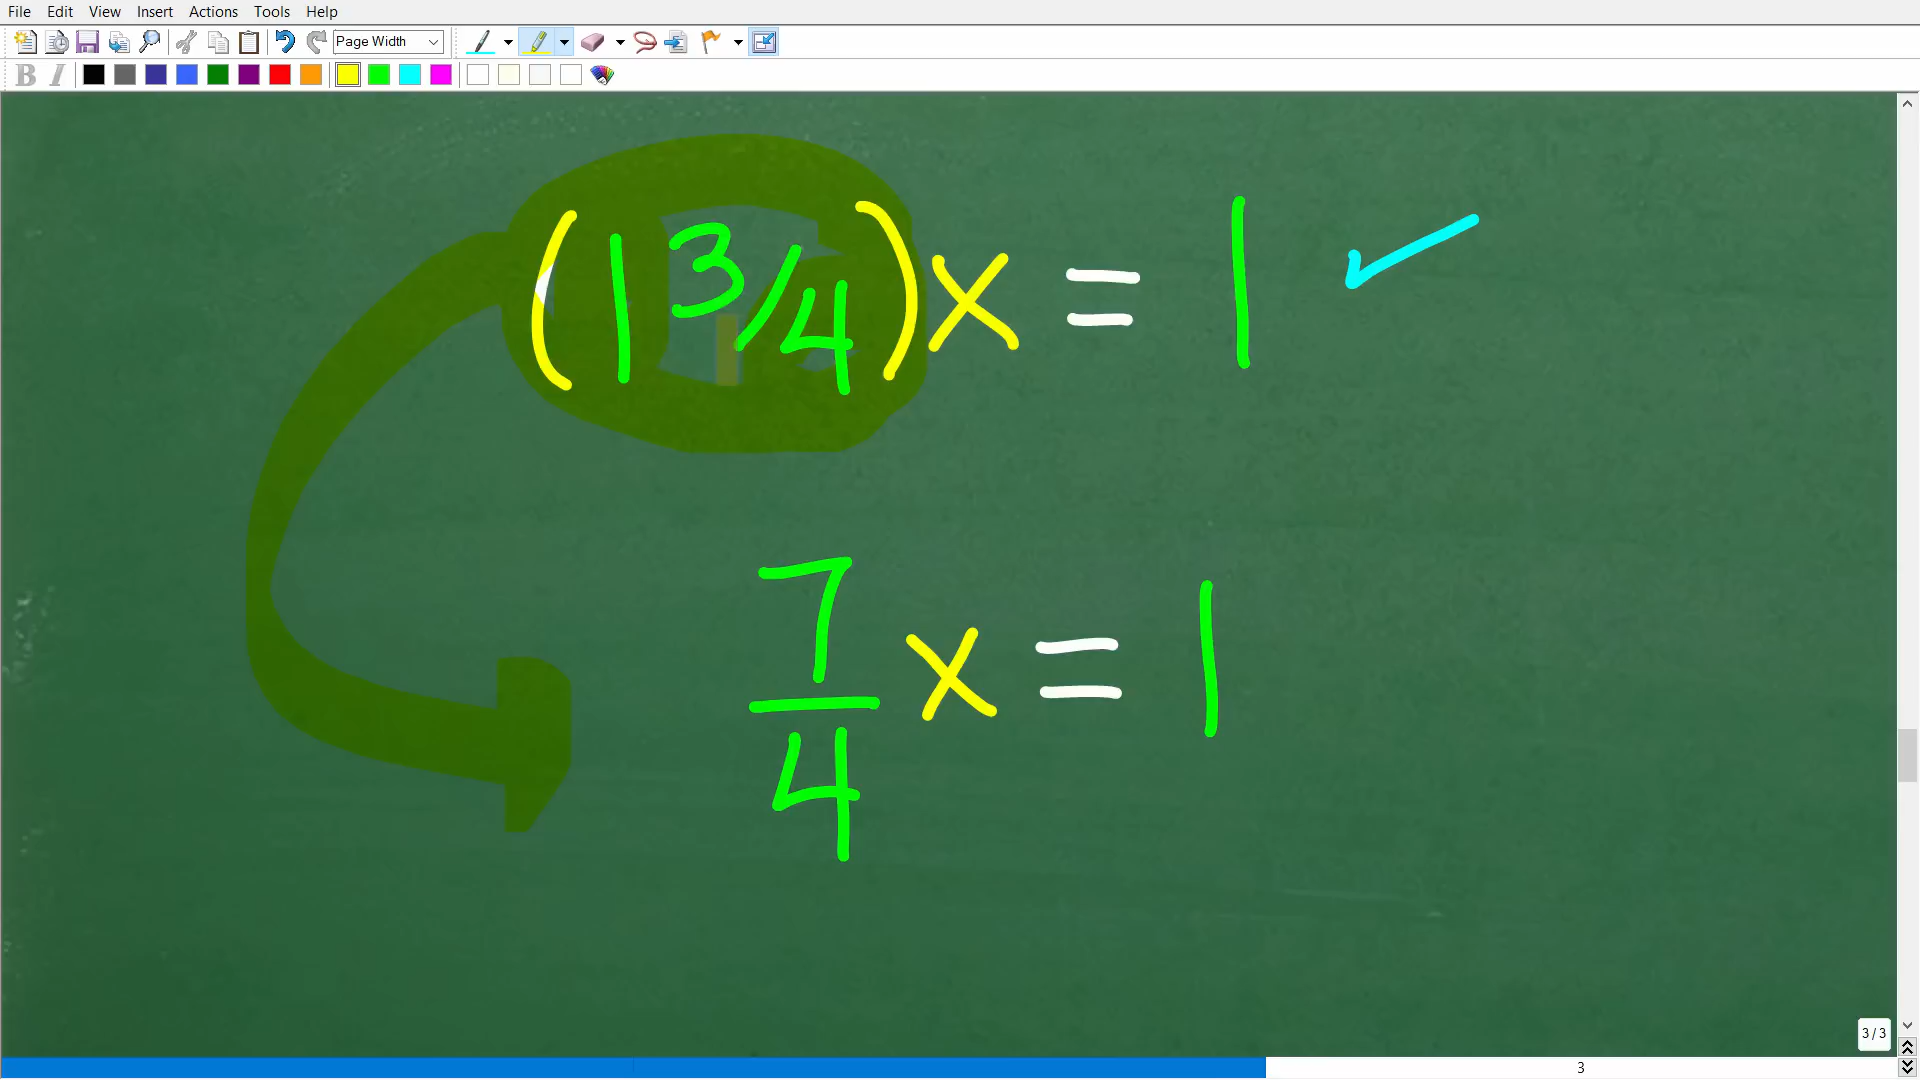 File Edit View Insert Actions Tools Help
Page Width
B I
(1 3/4)x = 1 ✓
7/4 x = 1
3/3
3